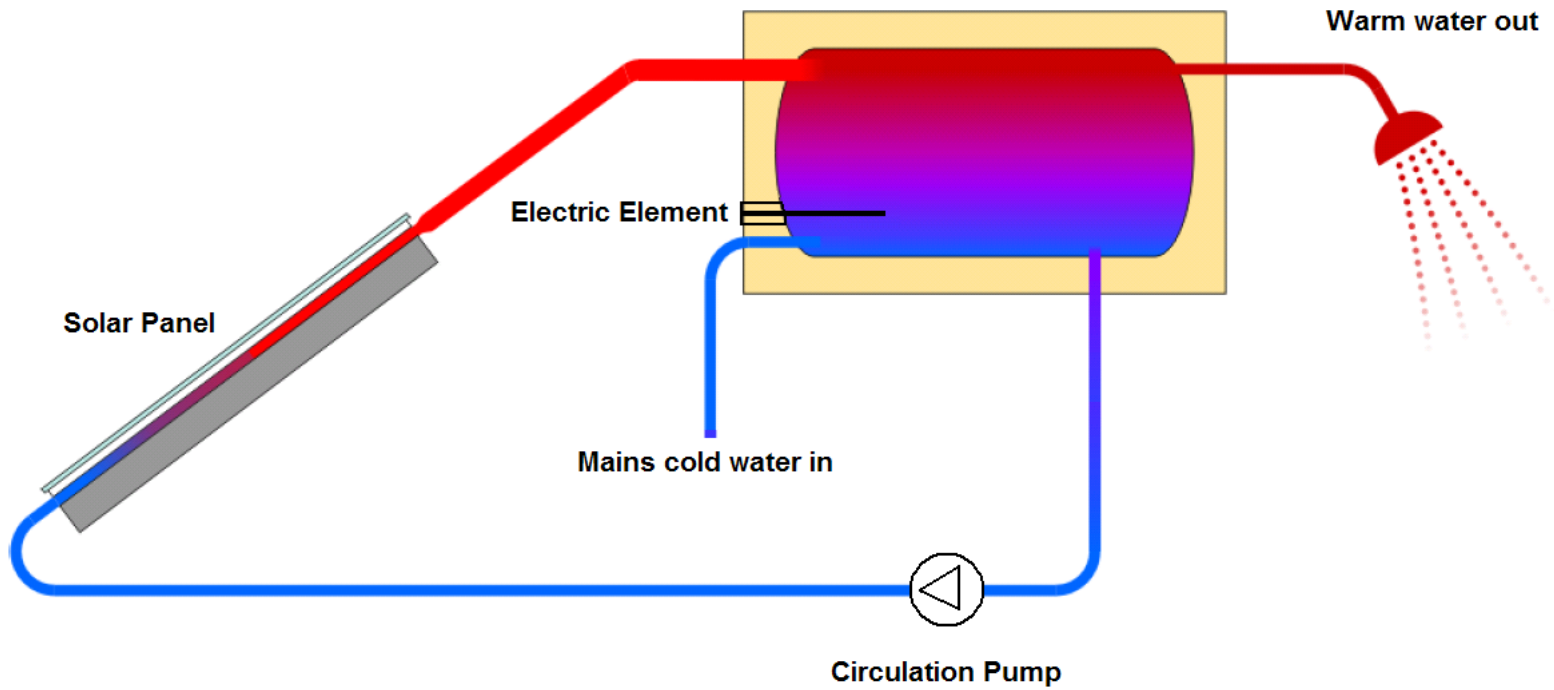 Warm water out
Electric Element
Solar Panel
Mains cold water in
Circulation Pump